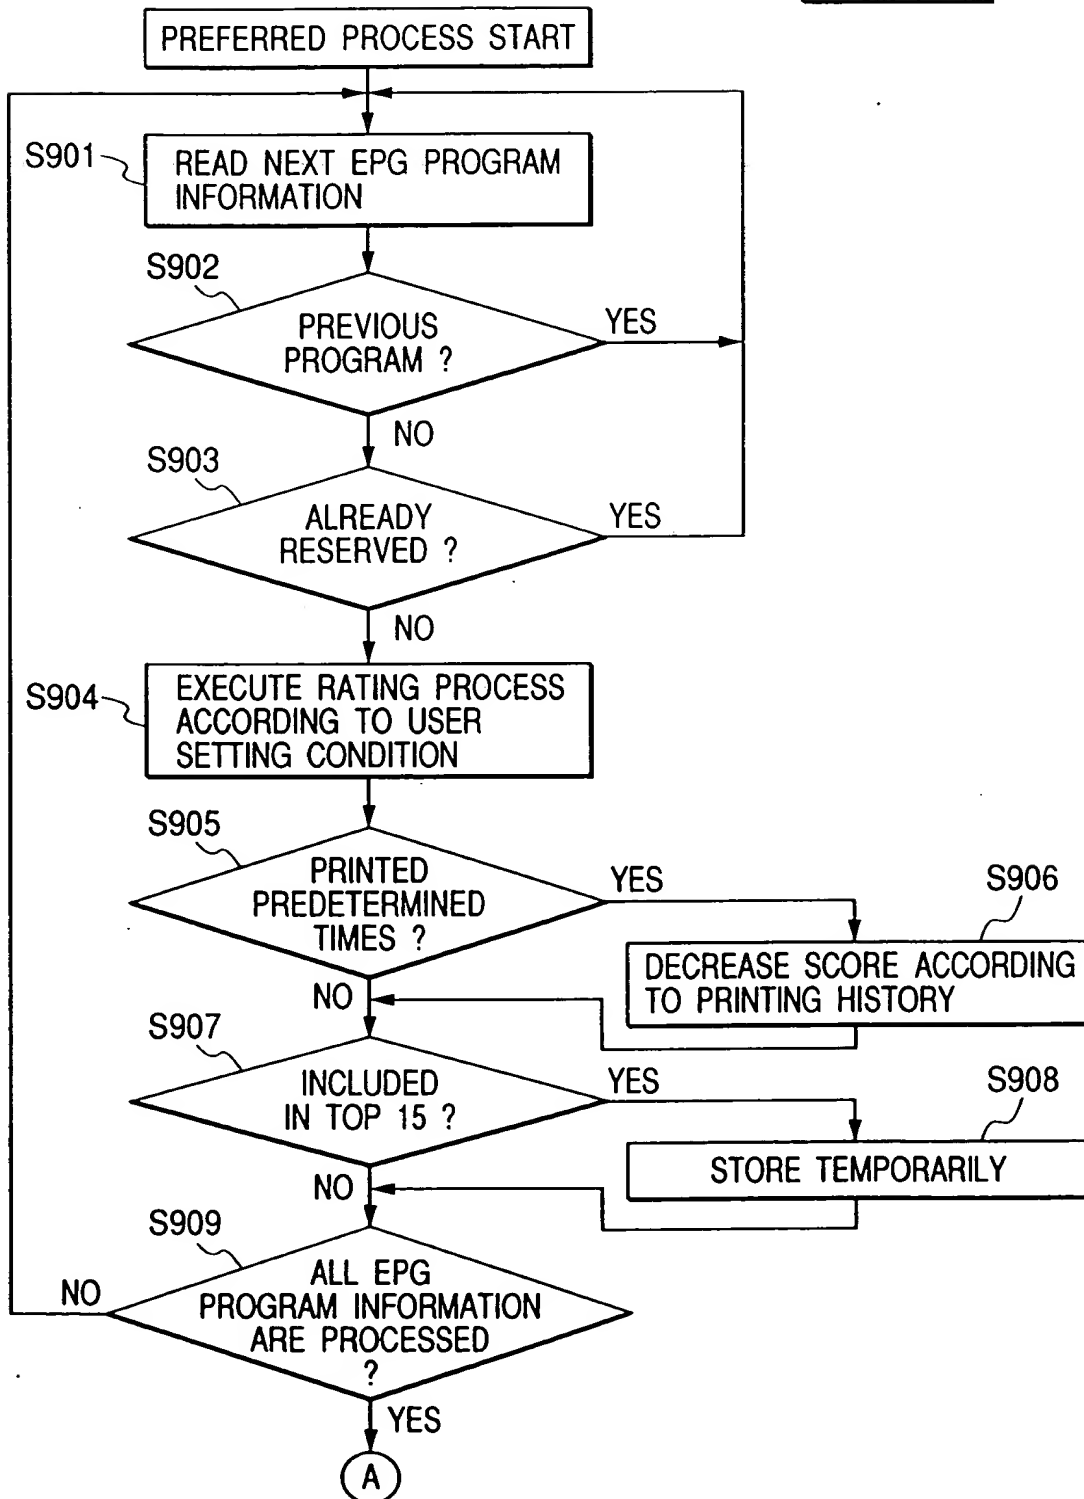 PREFERRED PROCESS START
S901
READ NEXT EPG PROGRAM
INFORMATION
S902
PREVIOUS
PROGRAM ?
YES
NO
S903
ALREADY
RESERVED ?
YES
NO
S904
EXECUTE RATING PROCESS
ACCORDING TO USER
SETTING CONDITION
S905
PRINTED
PREDETERMINED
TIMES ?
YES
S906
DECREASE SCORE ACCORDING
TO PRINTING HISTORY
NO
S907
INCLUDED
IN TOP 15 ?
YES
S908
STORE TEMPORARILY
NO
S909
ALL EPG
PROGRAM INFORMATION
ARE PROCESSED
?
NO
YES
A